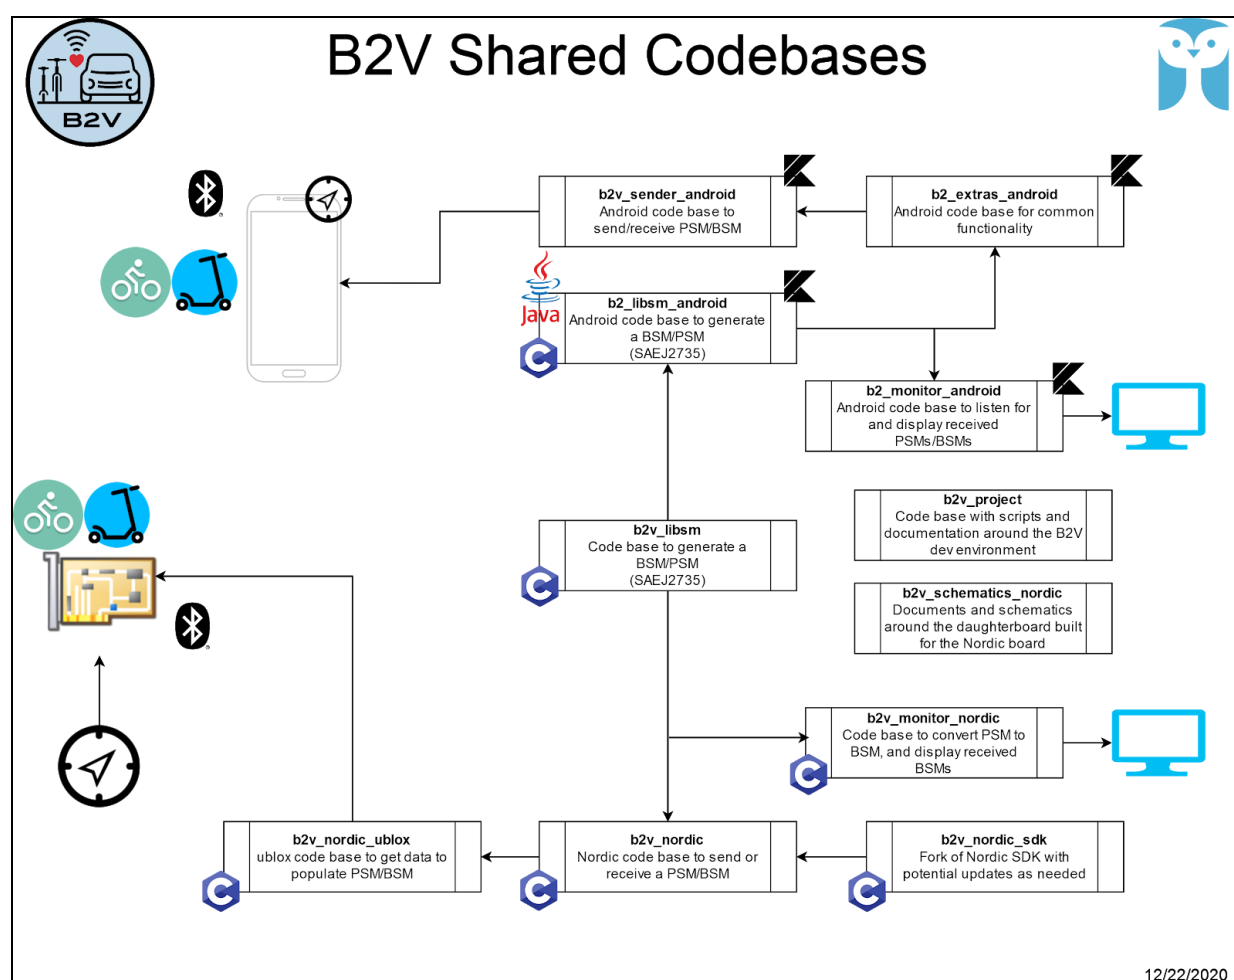 B2V Shared Codebases
B2V
b2v_sender_android
Android code base to
send/receive PSM/BSM
b2_extras_android
Android code base for common
functionality
Java
b2_libsm_android
Android code base to generate
a BSM/PSM
(SAEJ2735)
C
b2_monitor_android
Android code base to listen for
and display received
PSMs/BSMs
b2v_project
Code base with scripts and
documentation around the B2V
dev environment
b2v_libsm
Code base to generate a
BSM/PSM
(SAEJ2735)
C
b2v_schematics_nordic
Documents and schematics
around the daughterboard built
for the Nordic board
b2v_monitor_nordic
Code base to convert PSM to
BSM, and display received
BSMs
C
b2v_nordic_ublox
ublox code base to get data to
populate PSM/BSM
C
b2v_nordic
Nordic code base to send or
receive a PSM/BSM
C
b2v_nordic_sdk
Fork of Nordic SDK with
potential updates as needed
C
12/22/2020